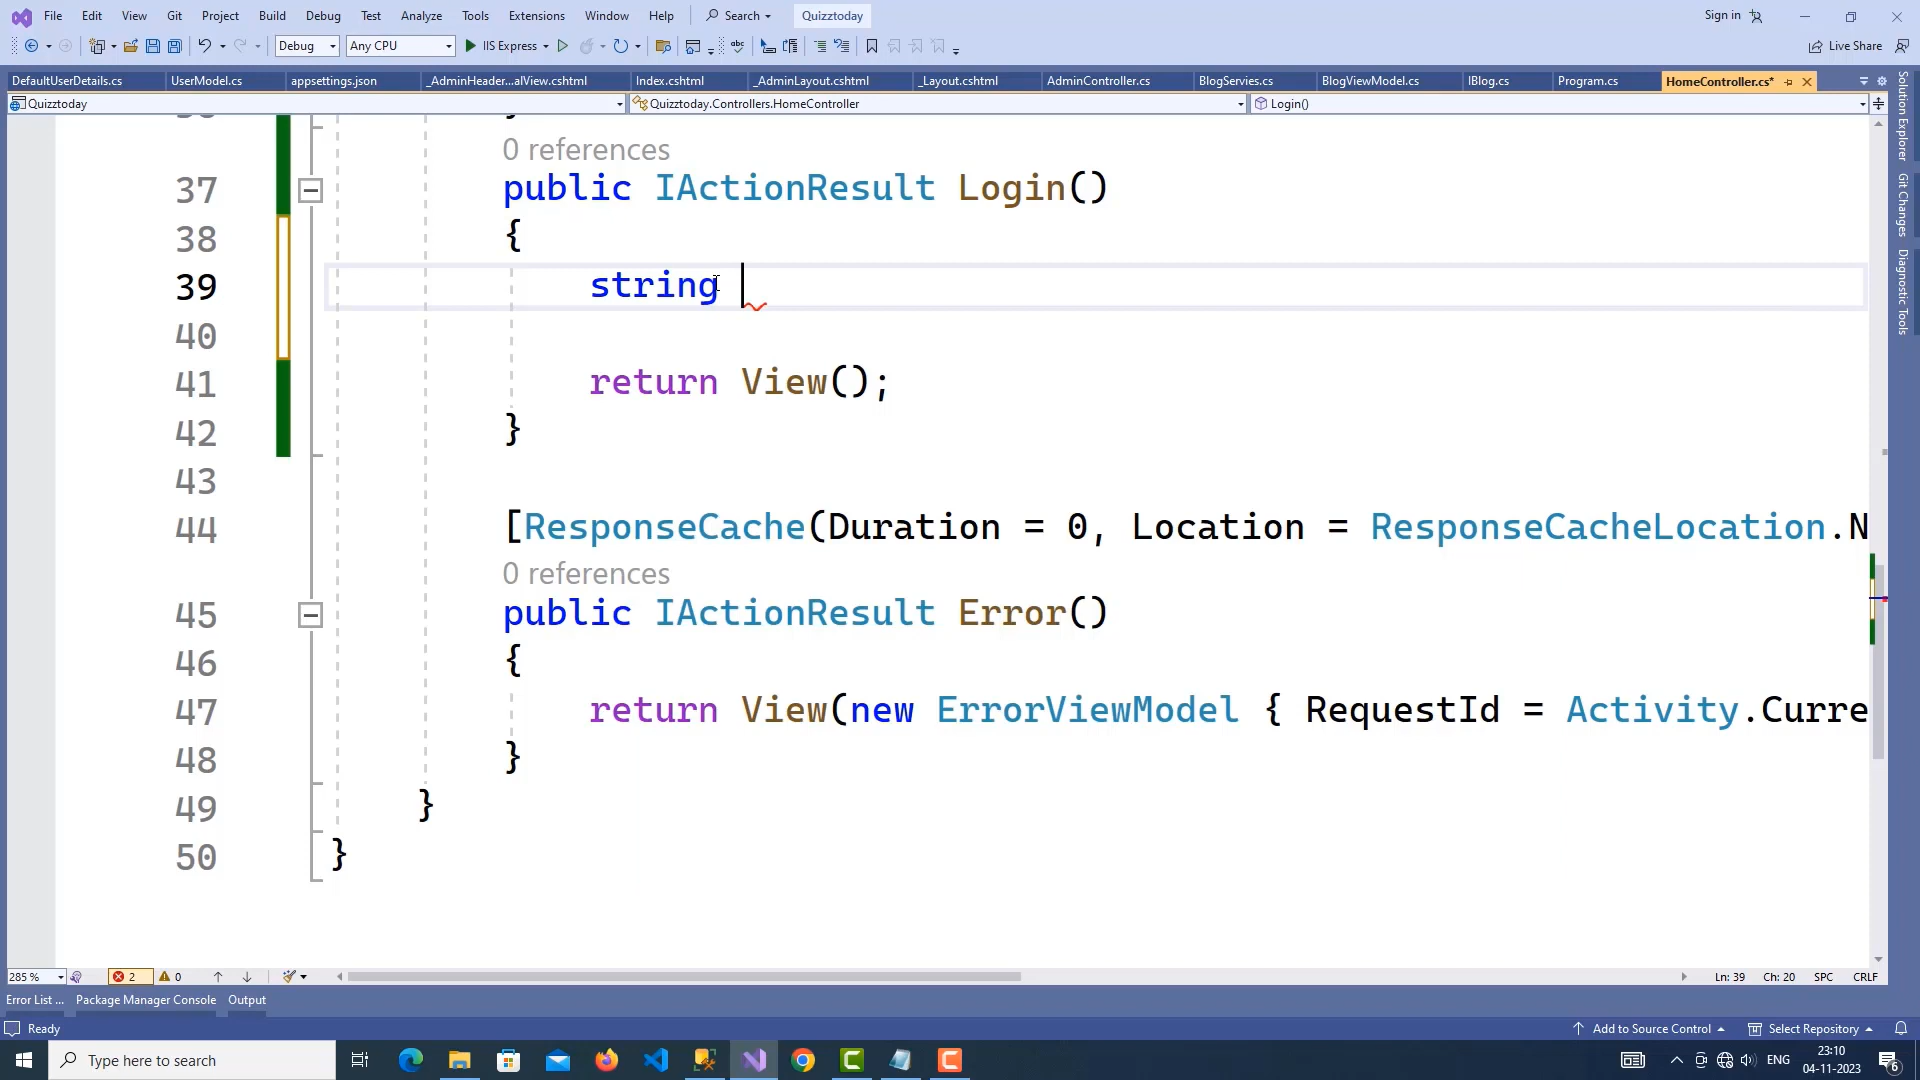 File Edit View Git Project Build Debug Test Analyze Tools Extensions Window Help Search Quizztoday Sign in
Debug Any CPU IIS Express Live Share
DefaultUserDetails.cs UserModel.cs appsettings.json _AdminHeader...alView.cshtml Index.cshtml _AdminLayout.cshtml _Layout.cshtml AdminController.cs BlogServies.cs BlogViewModel.cs IBlog.cs Program.cs HomeController.cs*
Quizztoday Quizztoday.Controllers.HomeController Login()
0 references
37 public IActionResult Login()
38 {
39 string
40
41 return View();
42 }
43
44 [ResponseCache(Duration = 0, Location = ResponseCacheLocation.N
0 references
45 public IActionResult Error()
46 {
47 return View(new ErrorViewModel { RequestId = Activity.Curre
48 }
49 }
50 }
Solution Explorer
Git Changes
Diagnostic Tools
285 % 2 0 Ln: 39 Ch: 20 SPC CRLF
Error List ... Package Manager Console Output
Ready Add to Source Control Select Repository
Type here to search ENG 23:10
04-11-2023 6